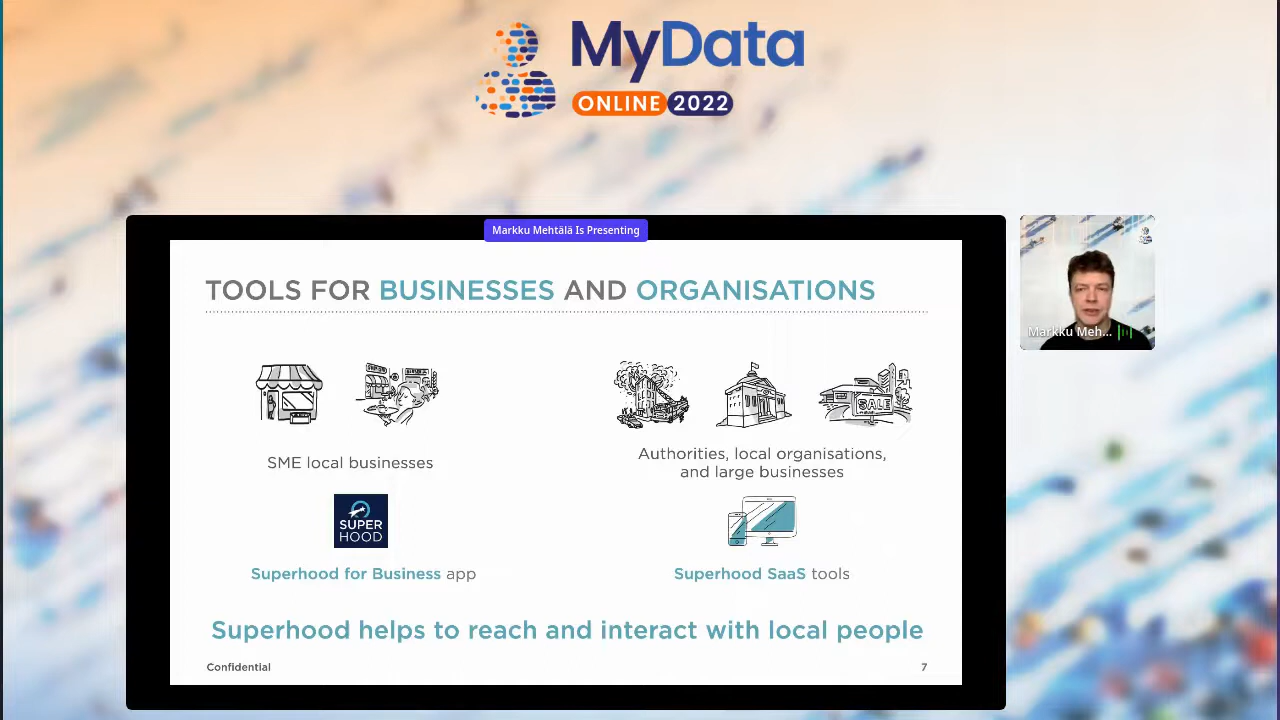 MyData
ONLINE 2022
Markku Mehtälä Is Presenting
TOOLS FOR BUSINESSES AND ORGANISATIONS
SALE
SME local businesses
Authorities, local organisations,
and large businesses
SUPER
HOOD
Superhood for Business app
Superhood SaaS tools
Superhood helps to reach and interact with local people
Confidential
7
Markku Meh...